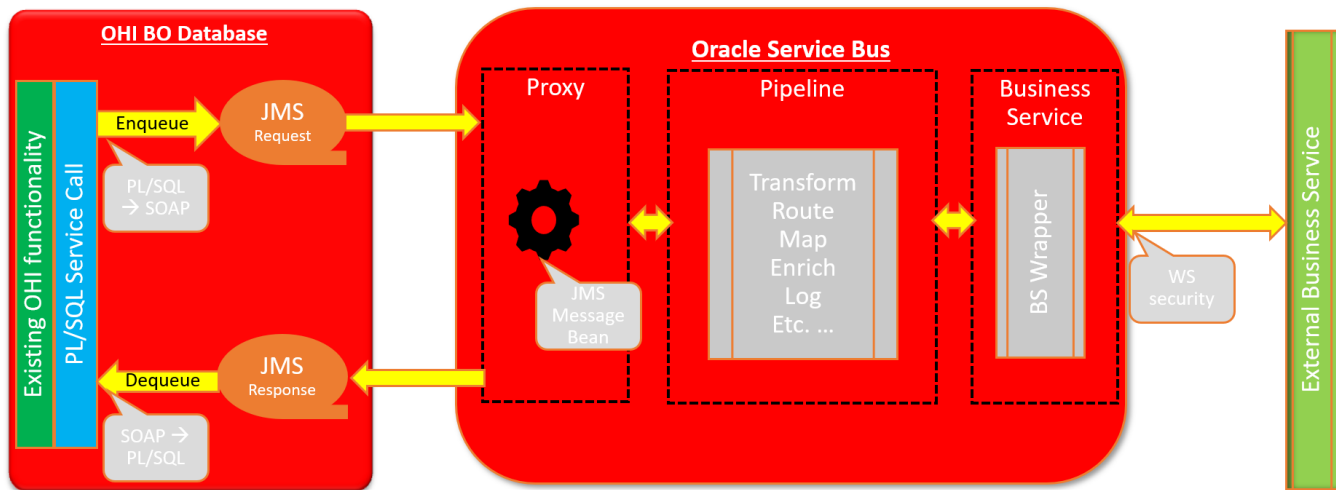 OHI BO Database
Existing OHI functionality
PL/SQL Service Call
Enqueue
JMS
Request
PL/SQL
→ SOAP
Dequeue
JMS
Response
SOAP →
PL/SQL
Oracle Service Bus
Proxy
JMS
Message
Bean
Pipeline
Transform
Route
Map
Enrich
Log
Etc. ...
Business
Service
BS Wrapper
WS
security
External Business Service